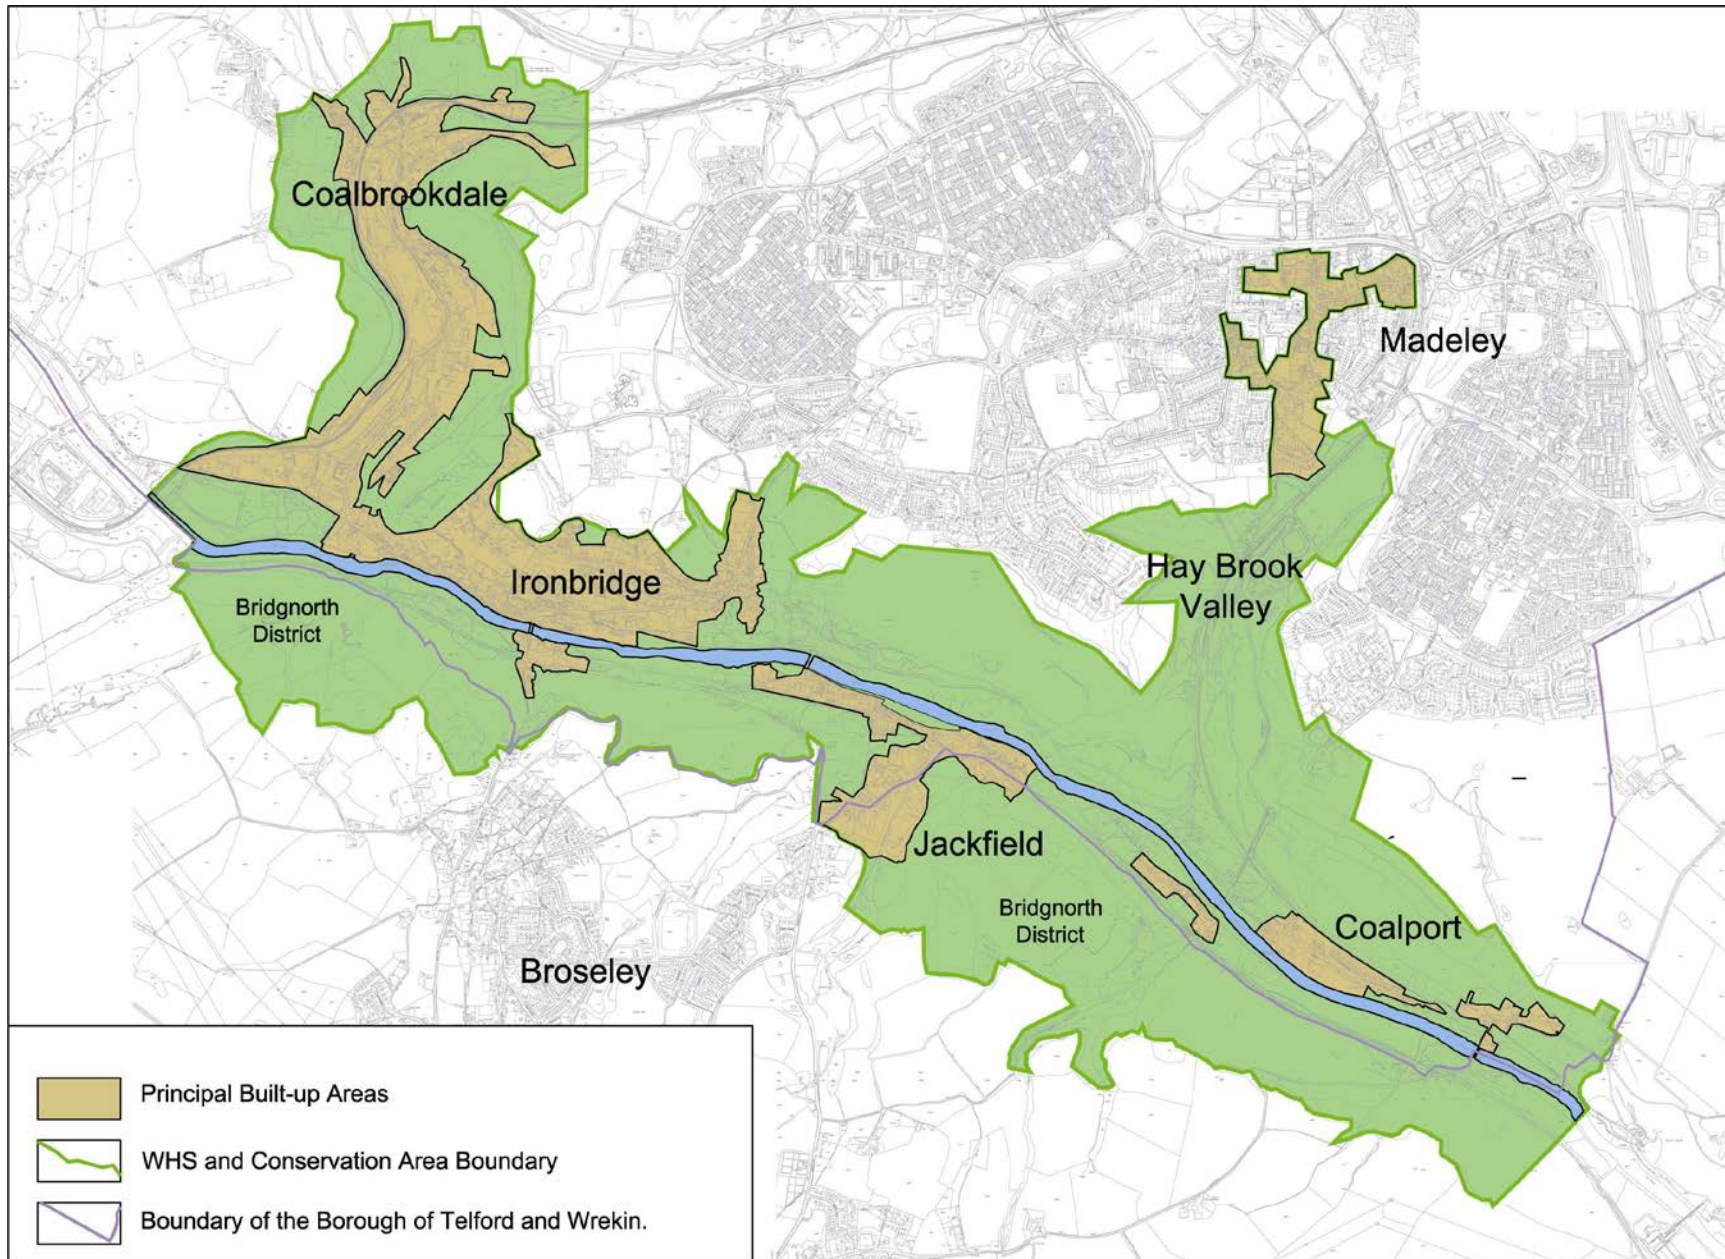 Coalbrookdale
Madeley
Hay Brook
Valley
Ironbridge
Bridgnorth
District
Jackfield
Bridgnorth
District
Coalport
Broseley
Principal Built-up Areas
WHS and Conservation Area Boundary
Boundary of the Borough of Telford and Wrekin.